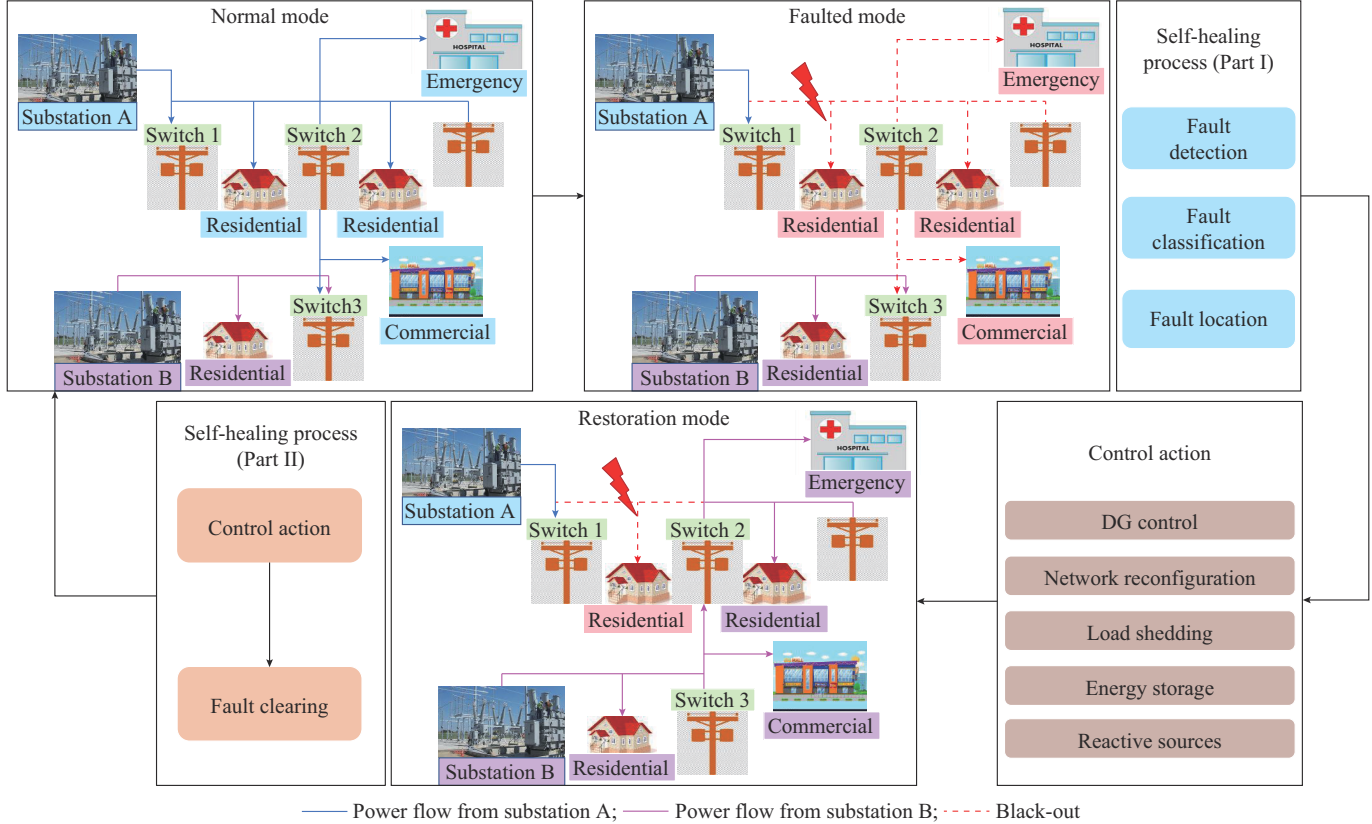 Normal mode
HOSPITAL
Emergency
Substation A
Switch 1
Switch 2
Residential
Residential
Switch3
Commercial
Substation B
Residential
Faulted mode
HOSPITAL
Emergency
Substation A
Switch 1
Switch 2
Residential
Residential
Switch 3
Commercial
Substation B
Residential
Self-healing
process (Part I)
Fault
detection
Fault
classification
Fault location
Control action
DG control
Network reconfiguration
Load shedding
Energy storage
Reactive sources
Restoration mode
HOSPITAL
Emergency
Substation A
Switch 1
Switch 2
Residential
Residential
Switch 3
Commercial
Substation B
Residential
Self-healing process
(Part II)
Control action
Fault clearing
Power flow from substation A; Power flow from substation B; Black-out